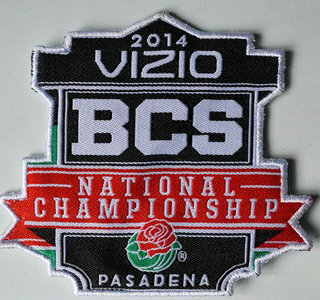 2014
VIZIO
BCS
NATIONAL
CHAMPIONSHIP
®
PASADENA